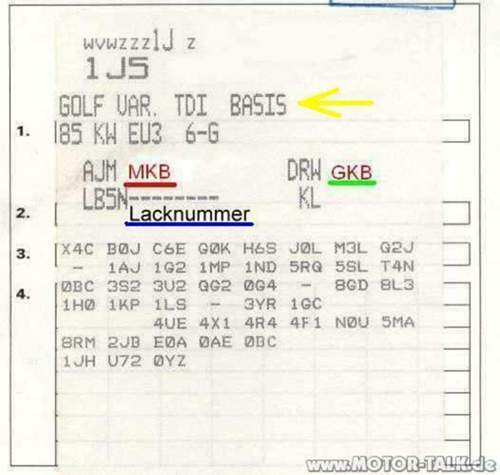 WVWZZZ1J Z
1J5
GOLF VAR. TDI BASIS
1. 85 KW EU3 6-G
AJM MKB DRW GKB
LB5N-------- KL
2. Lacknummer
3. X4C B0J C6E G0K H6S J0L M3L Q2J
- 1AJ 1G2 1MP 1ND 5RQ 5SL T4N
4. 0BC 3S2 3U2 QG2 0G4 - 8GD 8L3
1H0 1KP 1LS - 3YR 1GC
4UE 4X1 4R4 4F1 N0U 5MA
8RM 2JB E0A 0AE 0BC
1JH U72 0YZ
www.MOTOR-TALK.de